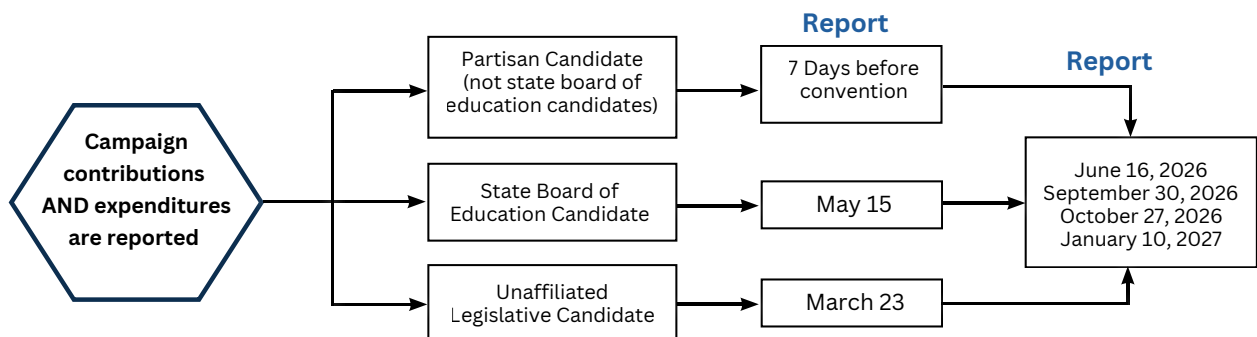 Campaign
contributions
AND expenditures
are reported
Partisan Candidate
(not state board of
education candidates)
State Board of
Education Candidate
Unaffiliated
Legislative Candidate
Report
7 Days before
convention
May 15
March 23
Report
June 16, 2026
September 30, 2026
October 27, 2026
January 10, 2027